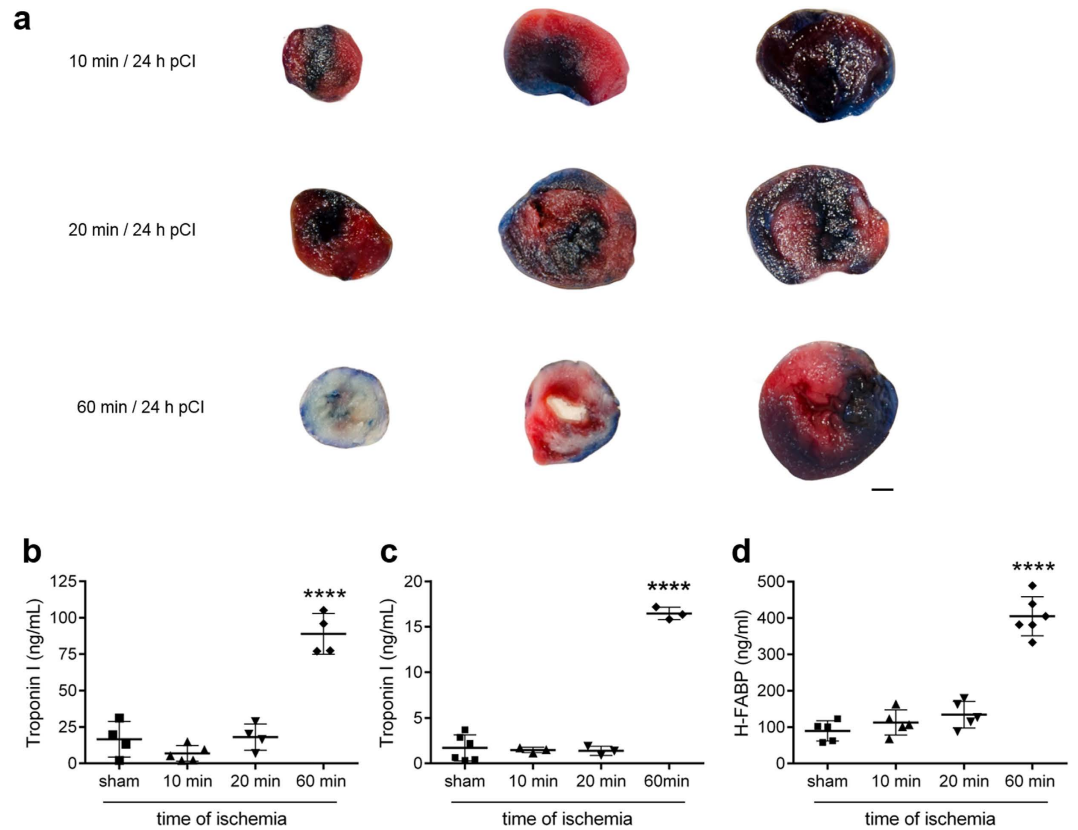 a
10 min / 24 h pCI
20 min / 24 h pCI
60 min / 24 h pCI
b
Troponin I (ng/mL)
125
100
75
50
25
0
****
sham 10 min 20 min 60 min
time of ischemia
c
Troponin I (ng/mL)
20
15
10
5
0
****
sham 10 min 20 min 60min
time of ischemia
d
H-FABP (ng/ml)
500
400
300
200
100
0
****
sham 10 min 20 min 60 min
time of ischemia